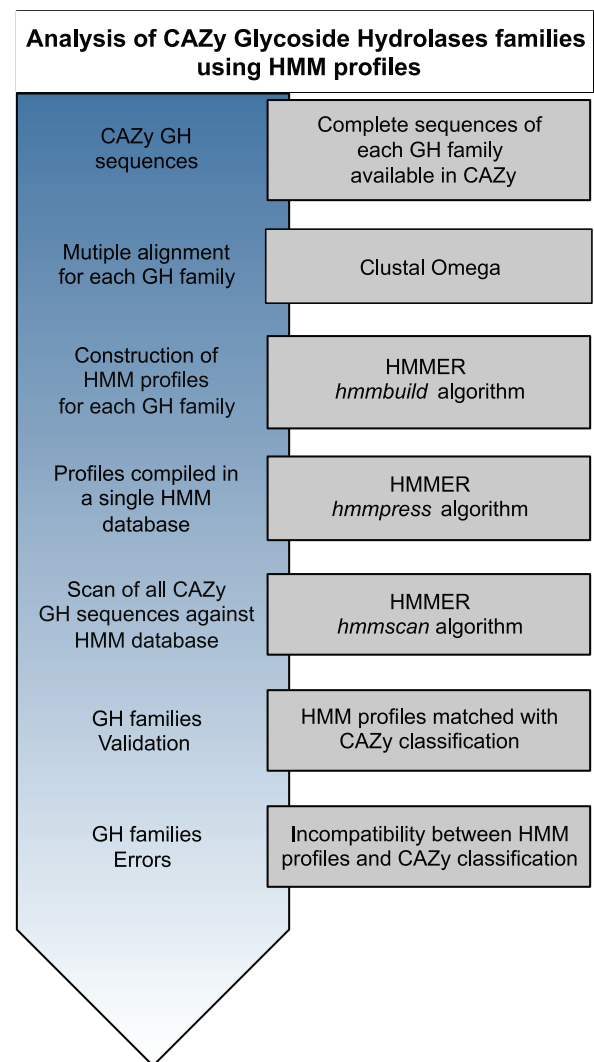 Analysis of CAZy Glycoside Hydrolases families
using HMM profiles
CAZy GH
sequences
Complete sequences of
each GH family
available in CAZy
Mutiple alignment
for each GH family
Clustal Omega
Construction of
HMM profiles
for each GH family
HMMER
hmmbuild algorithm
Profiles compiled in
a single HMM
database
HMMER
hmmpress algorithm
Scan of all CAZy
GH sequences against
HMM database
HMMER
hmmscan algorithm
GH families
Validation
HMM profiles matched with
CAZy classification
GH families
Errors
Incompatibility between HMM
profiles and CAZy classification